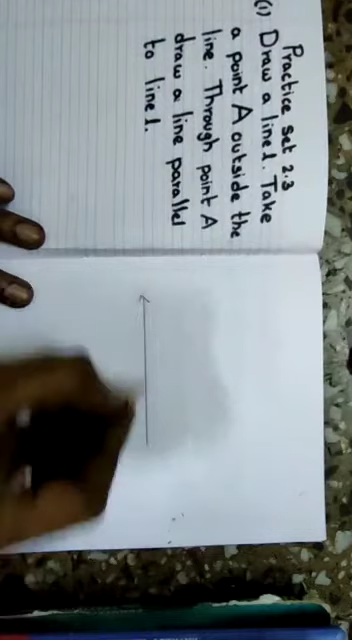 Practice set 2.3
(1) Draw a line l. Take
a point A outside the
line. Through point A
draw a line parallel
to line l.